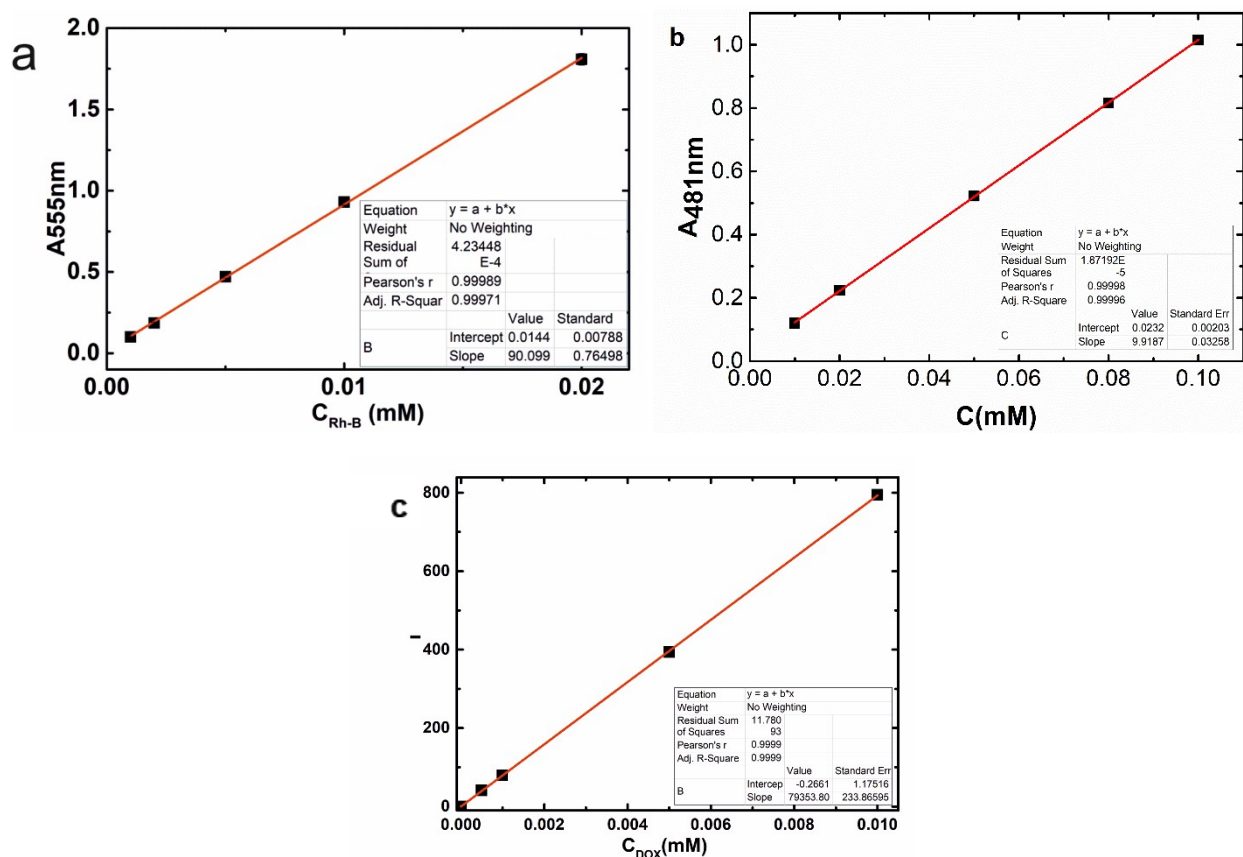 a
2.0
1.5
1.0
0.5
0.0
A555nm
0.00 0.01 0.02
C_Rh-B (mM)
Equation y = a + b*x
Weight No Weighting
Residual 4.23448
Sum of E-4
Pearson's r 0.99989
Adj. R-Squar 0.99971
Value Standard
Intercept 0.0144 0.00788
B
Slope 90.099 0.76498
b
1.0
0.8
0.6
0.4
0.2
0.0
A481nm
0.00 0.02 0.04 0.06 0.08 0.10
C(mM)
Equation y = a + b*x
Weight No Weighting
Residual Sum 1.87192E
of Squares -5
Pearson's r 0.99998
Adj. R-Square 0.99996
Value Standard Err
C Intercept 0.0232 0.00203
Slope 9.9187 0.03258
c
800
600
400
200
0
I
0.000 0.002 0.004 0.006 0.008 0.010
C_DOX(mM)
Equation y = a + b*x
Weight No Weighting
Residual Sum 11.780
of Squares 93
Pearson's r 0.9999
Adj. R-Square 0.9999
Value Standard Err
B Intercep -0.2661 1.17516
Slope 79353.80 233.86595